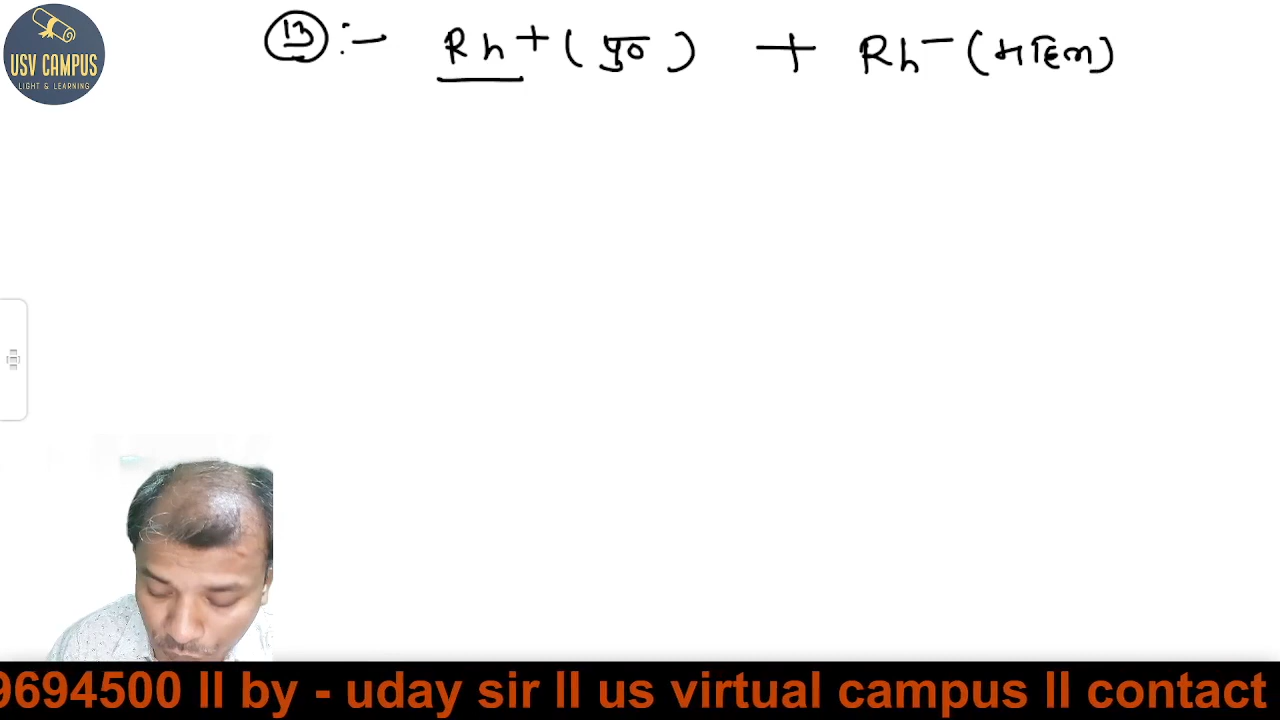 13 :- Rh+ (पु०) + Rh- (महिला)
USV CAMPUS
LIGHT & LEARNING
9694500 ll by - uday sir ll us virtual campus ll contact